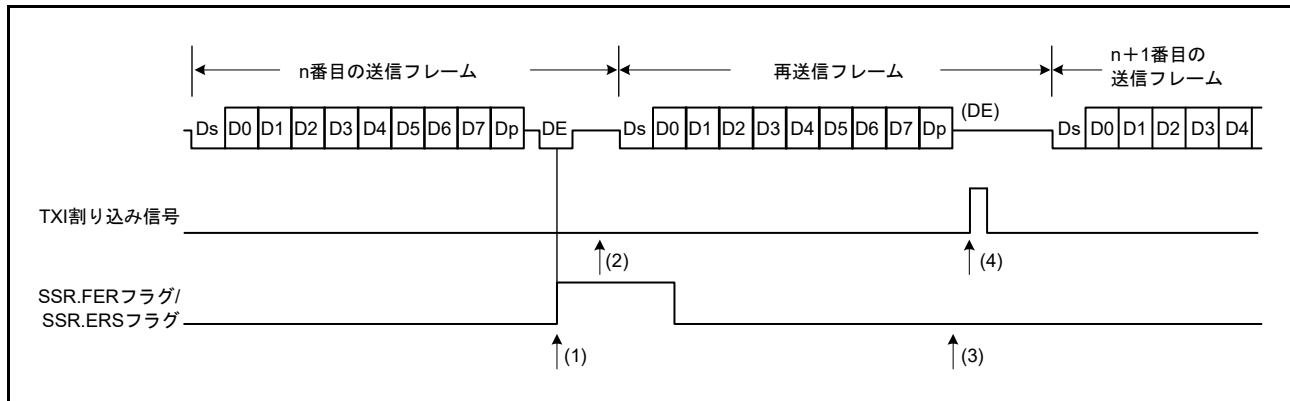 n番目の送信フレーム
再送信フレーム
n＋1番目の
送信フレーム
Ds D0 D1 D2 D3 D4 D5 D6 D7 Dp DE Ds D0 D1 D2 D3 D4 D5 D6 D7 Dp (DE) Ds D0 D1 D2 D3 D4
TXI割り込み信号
(2)
(4)
SSR.FERフラグ/
SSR.ERSフラグ
(1)
(3)